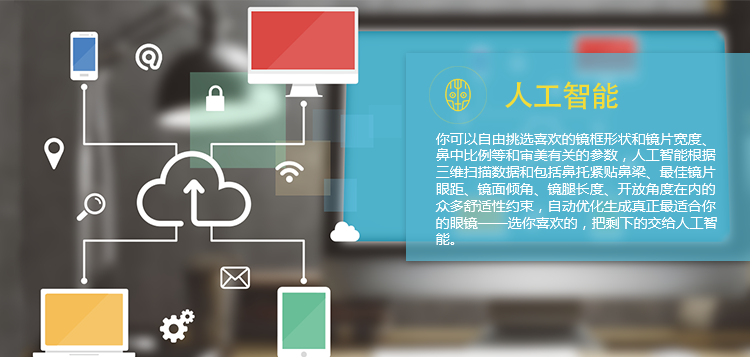 人工智能
你可以自由挑选喜欢的镜框形状和镜片宽度、
鼻中比例等和审美有关的参数，人工智能根据
三维扫描数据和包括鼻托紧贴鼻梁、最佳镜片
眼距、镜面倾角、镜腿长度、开放角度在内的
众多舒适性约束，自动优化生成真正最适合你
的眼镜——选你喜欢的，把剩下的交给人工智
能。